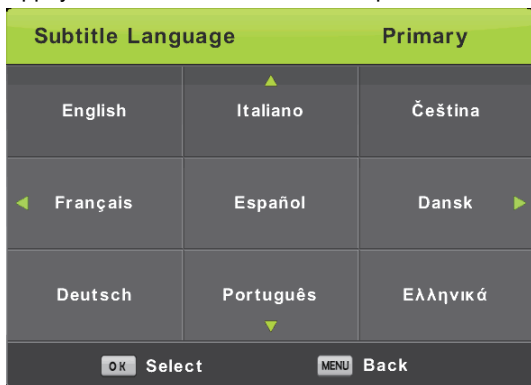 Subtitle Language Primary
English Italiano Čeština
Français Español Dansk
Deutsch Português Ελληνικά
OK Select MENU Back